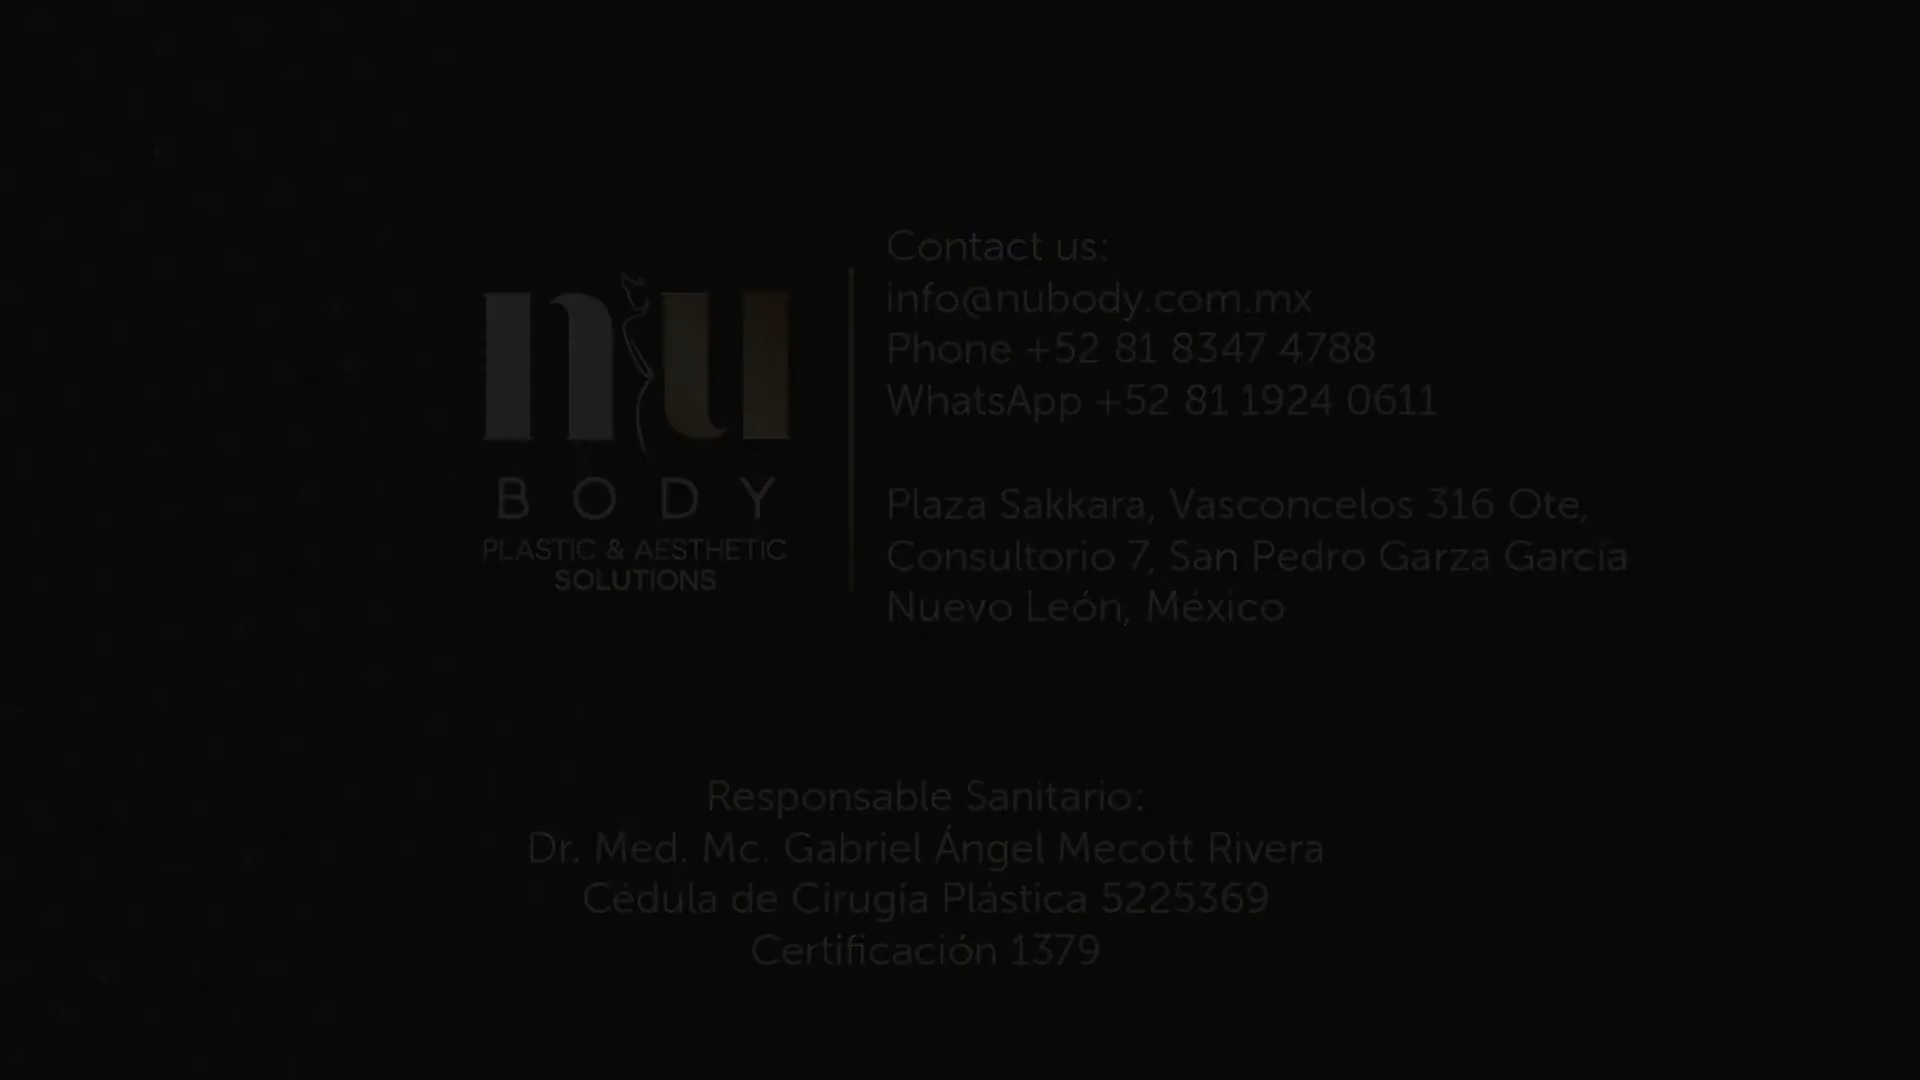 nu
BODY
PLASTIC & AESTHETIC
SOLUTIONS
Contact us:
info@nubody.com.mx
Phone +52 81 8347 4788
WhatsApp +52 81 1924 0611
Plaza Sakkara, Vasconcelos 316 Ote,
Consultorio 7, San Pedro Garza García
Nuevo León, México
Responsable Sanitario:
Dr. Med. Mc. Gabriel Ángel Mecott Rivera
Cédula de Cirugía Plástica 5225369
Certificación 1379